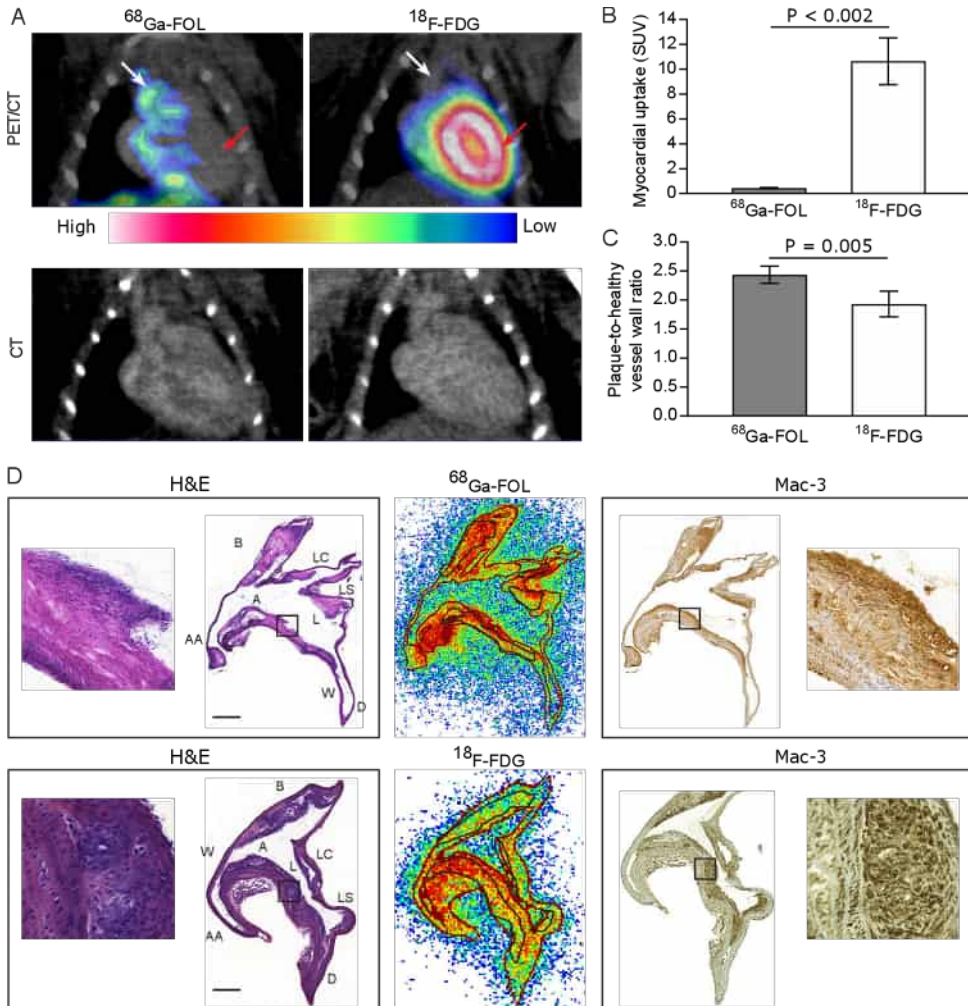 A
⁶⁸Ga-FOL
¹⁸F-FDG
PET/CT
High
Low
CT
B
P < 0.002
Myocardial uptake (SUV)
14
12
10
8
6
4
2
0
⁶⁸Ga-FOL
¹⁸F-FDG
C
P = 0.005
Plaque-to-healthy
vessel wall ratio
3.0
2.5
2.0
1.5
1.0
0.5
0.0
⁶⁸Ga-FOL
¹⁸F-FDG
D
H&E
⁶⁸Ga-FOL
Mac-3
B
LC
A
LS
L
AA
W
D
H&E
¹⁸F-FDG
Mac-3
B
W
A
L
LC
LS
AA
D